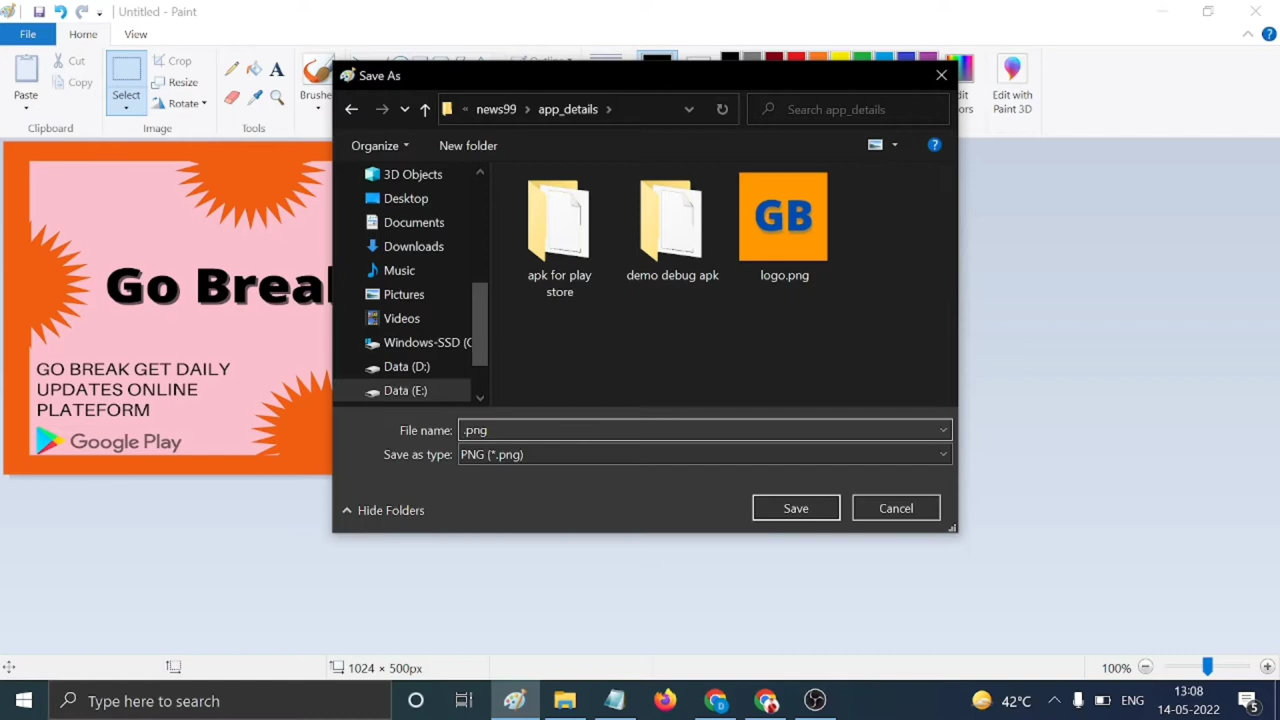 Untitled - Paint
File
Home
View
Paste
Cut
Copy
Clipboard
Select
Crop
Resize
Rotate
Image
Tools
Edit with
Paint 3D
Save As
« news99 › app_details ›
Search app_details
Organize
New folder
3D Objects
Desktop
Documents
Downloads
Music
Pictures
Videos
Windows-SSD (C
Data (D:)
Data (E:)
apk for play
store
demo debug apk
GB
logo.png
File name: .png
Save as type: PNG (*.png)
Hide Folders
Save
Cancel
Go Brea
GO BREAK GET DAILY
UPDATES ONLINE
PLATEFORM
Google Play
1024 × 500px
100%
Type here to search
42°C
ENG
13:08
14-05-2022
5